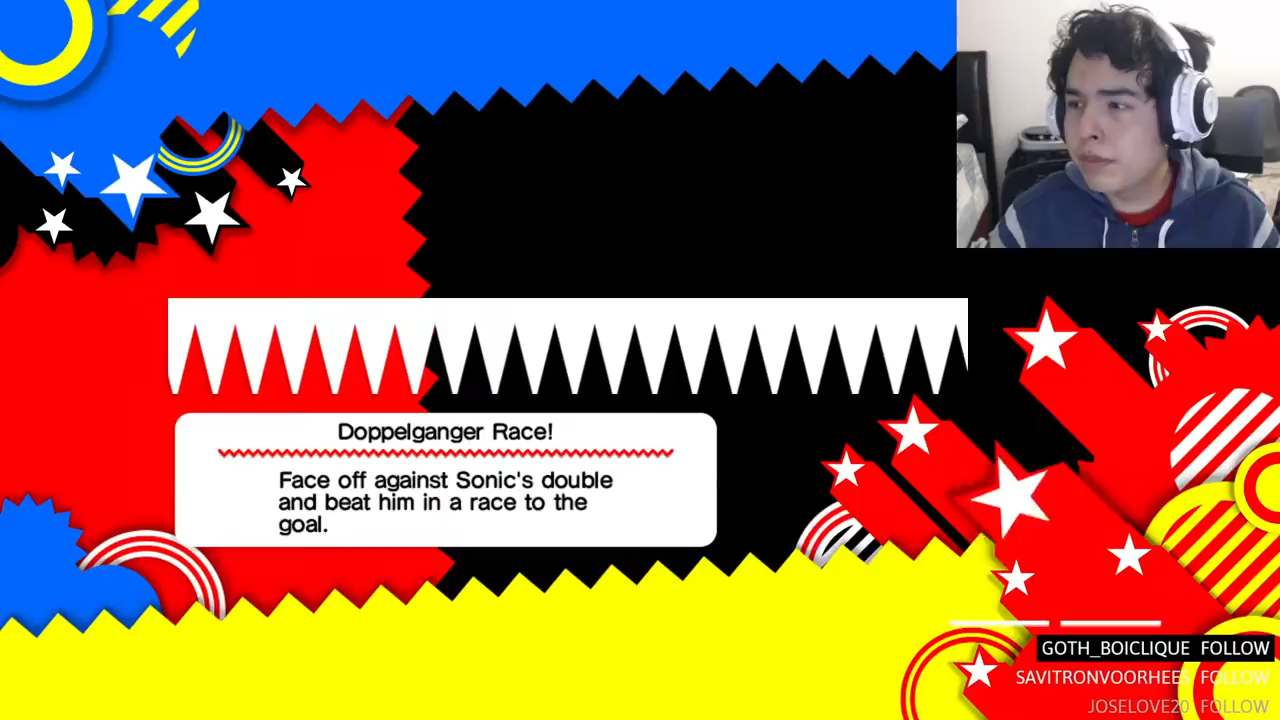 Doppelganger Race!
Face off against Sonic's double
and beat him in a race to the
goal.
GOTH_BOICLIQUE FOLLOW
SAVITRONVOORHEES FOLLOW
JOSELOVE20 FOLLOW